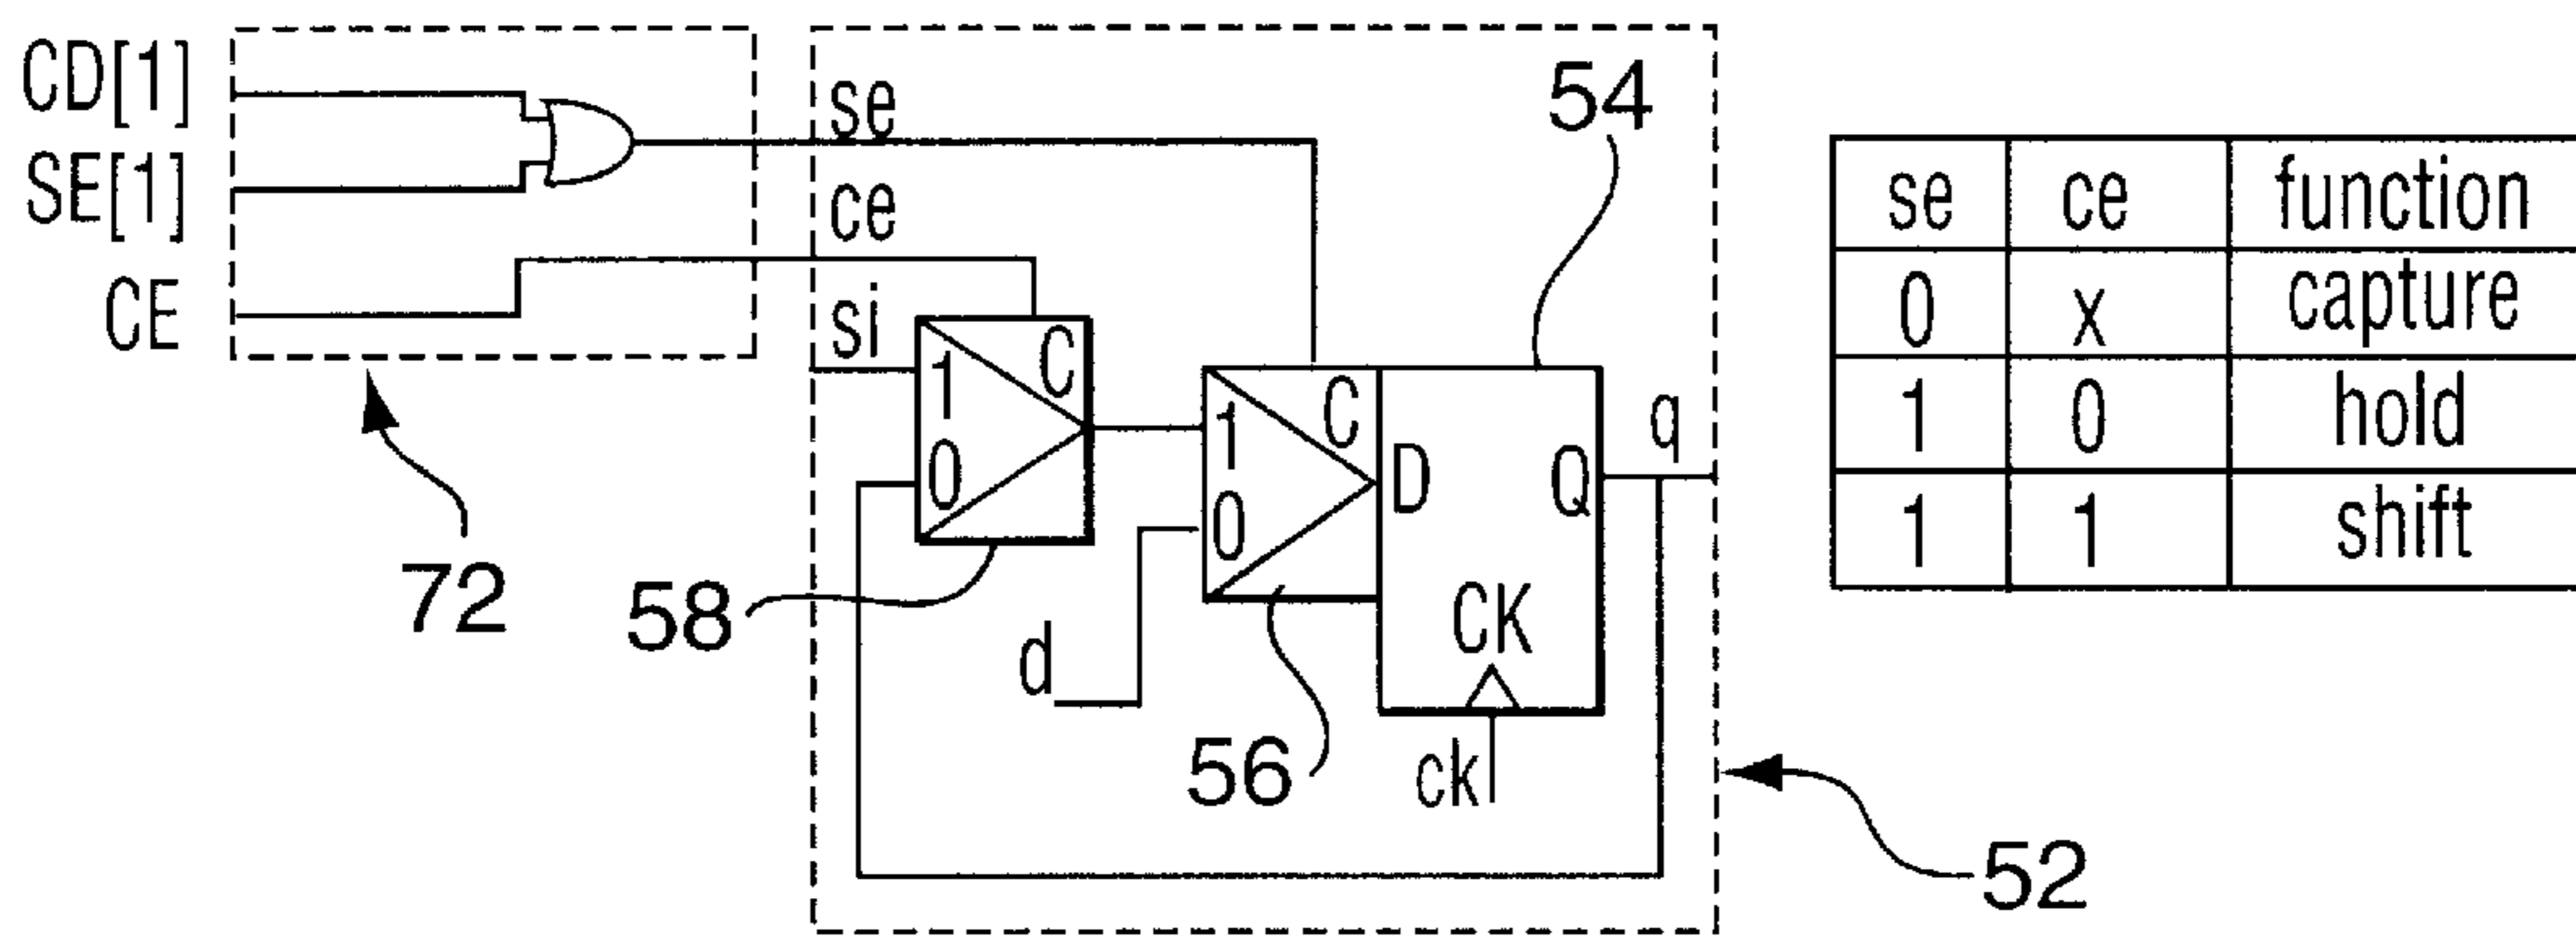 CD[1]
SE[1]
CE
72
se
ce
si
1
0
C
58
d
1
0
C
56
54
D
Q
CK
ck
q
52
se ce function
0 x capture
1 0 hold
1 1 shift